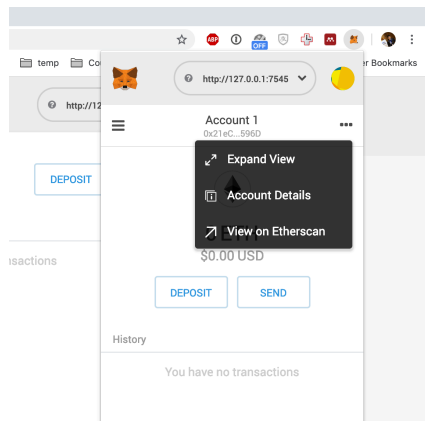 ABP
OFF
temp
Co
r Bookmarks
http://12
http://127.0.0.1:7545
Account 1
0x21eC...596D
Expand View
Account Details
View on Etherscan
ETH
$0.00 USD
DEPOSIT
DEPOSIT
SEND
nsactions
History
You have no transactions